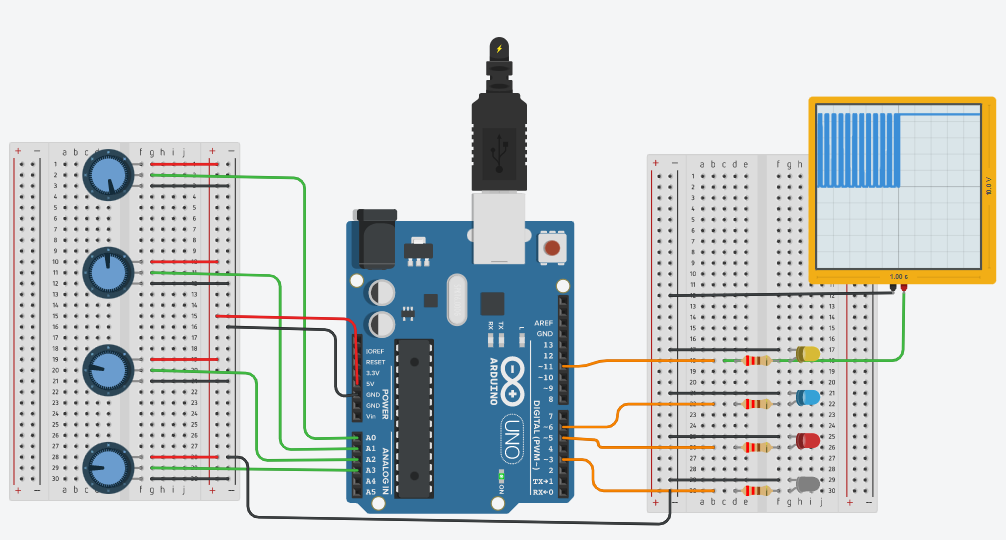 1.00 t
10.0 V
+ − a b c d e f g h i j + −
1
2
3
4
5
6
7
8
9
10
11
12
13
14
15
16
17
18
19
20
21
22
23
24
25
26
27
28
29
30
+ − a b c d e f g h i j + −
IOREF
RESET
3.3V
5V
GND
GND
Vin
POWER
A0
A1
A2
A3
A4
A5
ANALOG IN
RX
TX
L
ARDUINO
UNO
ON
AREF
GND
13
12
~11
~10
~9
8
7
~6
~5
4
~3
2
TX→1
RX←0
DIGITAL (PWM~)
+ − a b c d e f g h
1
2
3
4
5
6
7
8
9
10
11
12
13
14
15
16
17
18
21
22
23
24
25
26
27
28
29
30
+ − a b c d e f g h i j + −